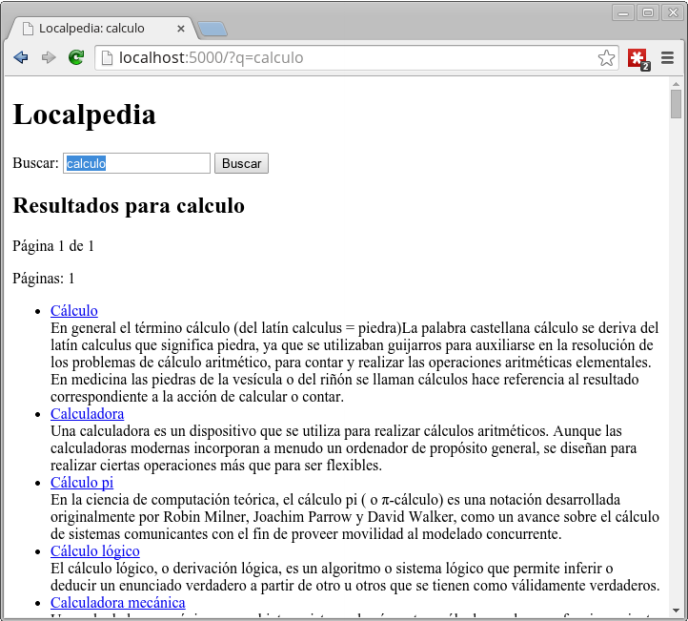 Localpedia: calculo
localhost:5000/?q=calculo
2
Localpedia
Buscar: calculo Buscar
Resultados para calculo
Página 1 de 1
Páginas: 1
Cálculo
En general el término cálculo (del latín calculus = piedra)La palabra castellana cálculo se deriva del
latín calculus que significa piedra, ya que se utilizaban guijarros para auxiliarse en la resolución de
los problemas de cálculo aritmético, para contar y realizar las operaciones aritméticas elementales.
En medicina las piedras de la vesícula o del riñón se llaman cálculos hace referencia al resultado
correspondiente a la acción de calcular o contar.
Calculadora
Una calculadora es un dispositivo que se utiliza para realizar cálculos aritméticos. Aunque las
calculadoras modernas incorporan a menudo un ordenador de propósito general, se diseñan para
realizar ciertas operaciones más que para ser flexibles.
Cálculo pi
En la ciencia de computación teórica, el cálculo pi ( o π-cálculo) es una notación desarrollada
originalmente por Robin Milner, Joachim Parrow y David Walker, como un avance sobre el cálculo
de sistemas comunicantes con el fin de proveer movilidad al modelado concurrente.
Cálculo lógico
El cálculo lógico, o derivación lógica, es un algoritmo o sistema lógico que permite inferir o
deducir un enunciado verdadero a partir de otro u otros que se tienen como válidamente verdaderos.
Calculadora mecánica